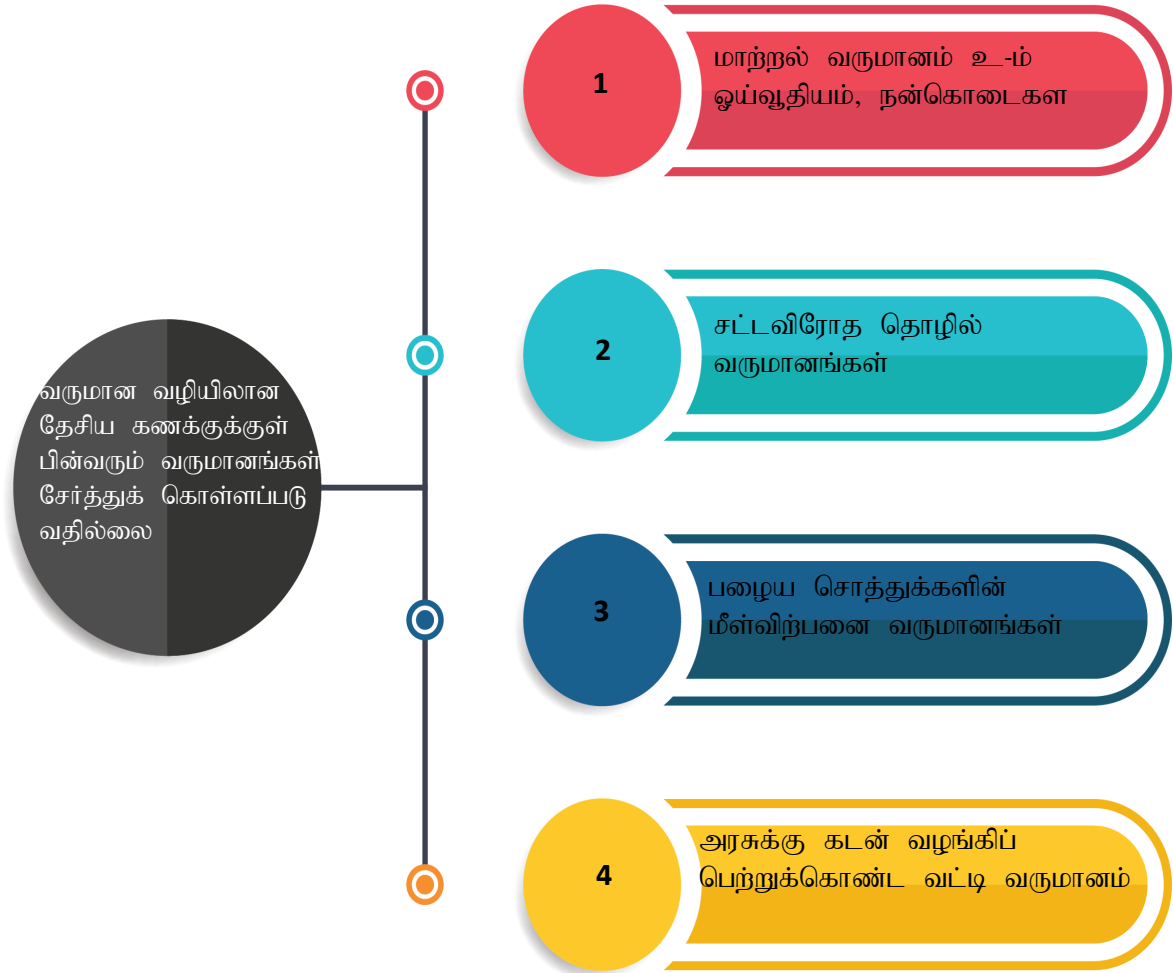 வருமான வழியிலான
தேசிய கணக்குக்குள்
பின்வரும் வருமானங்கள்
சேர்த்துக் கொள்ளப்படு
வதில்லை
1
மாற்றல் வருமானம் உ-ம்
ஓய்வூதியம், நன்கொடைகள
2
சட்டவிரோத தொழில்
வருமானங்கள்
3
பழைய சொத்துக்களின்
மீள்விற்பனை வருமானங்கள்
4
அரசுக்கு கடன் வழங்கிப்
பெற்றுக்கொண்ட வட்டி வருமானம்